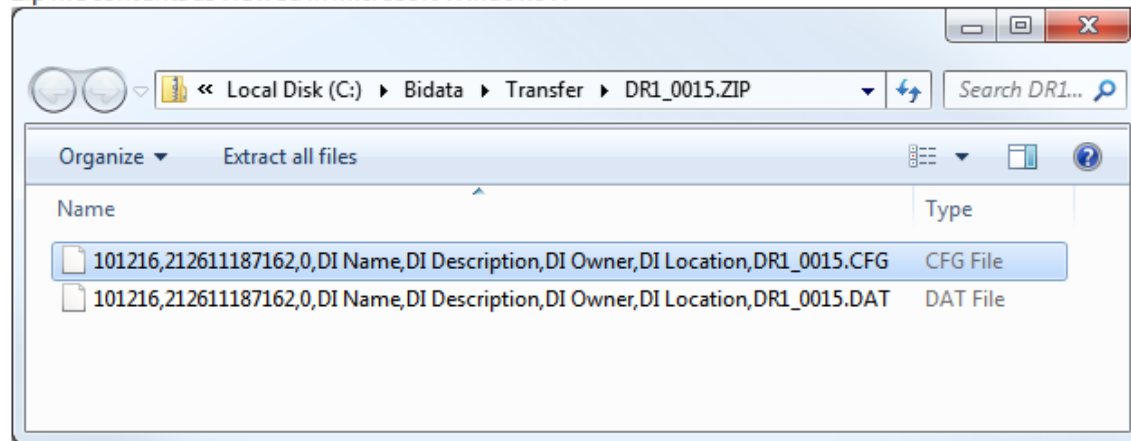 « Local Disk (C:) ▸ Bidata ▸ Transfer ▸ DR1_0015.ZIP Search DR1...
Organize Extract all files
Name Type
101216,212611187162,0,DI Name,DI Description,DI Owner,DI Location,DR1_0015.CFG CFG File
101216,212611187162,0,DI Name,DI Description,DI Owner,DI Location,DR1_0015.DAT DAT File